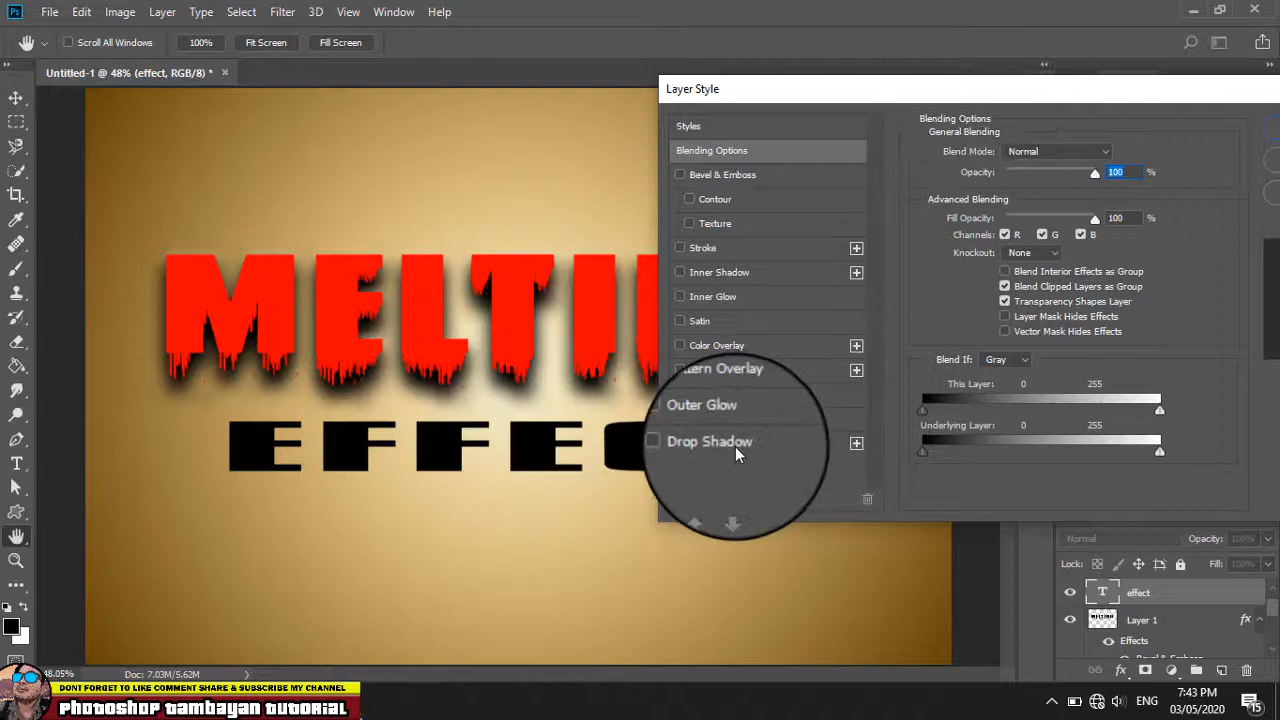 Ps File Edit Image Layer Type Select Filter 3D View Window Help
Scroll All Windows 100% Fit Screen Fill Screen
Untitled-1 @ 48% (effect, RGB/8) * ×
Layer Style
Styles
Blending Options
Bevel & Emboss
Contour
Texture
Stroke
Inner Shadow
Inner Glow
Satin
Color Overlay
tern Overlay
Outer Glow
Drop Shadow
Blending Options
General Blending
Blend Mode: Normal
Opacity: 100 %
Advanced Blending
Fill Opacity: 100 %
Channels: R G B
Knockout: None
Blend Interior Effects as Group
Blend Clipped Layers as Group
Transparency Shapes Layer
Layer Mask Hides Effects
Vector Mask Hides Effects
Blend If: Gray
This Layer: 0 255
Underlying Layer: 0 255
MELTI
EFFE
Normal Opacity: 100%
Lock: Fill: 100%
T effect
MELTING Layer 1 fx
Effects
48.05% Doc: 7.03M/5.62M
DONT FORGET TO LIKE COMMENT SHARE & SUBSCRIBE MY CHANNEL
PHOTOSHOP TAMBAYAN TUTORIAL
ENG 7:43 PM
03/05/2020 15